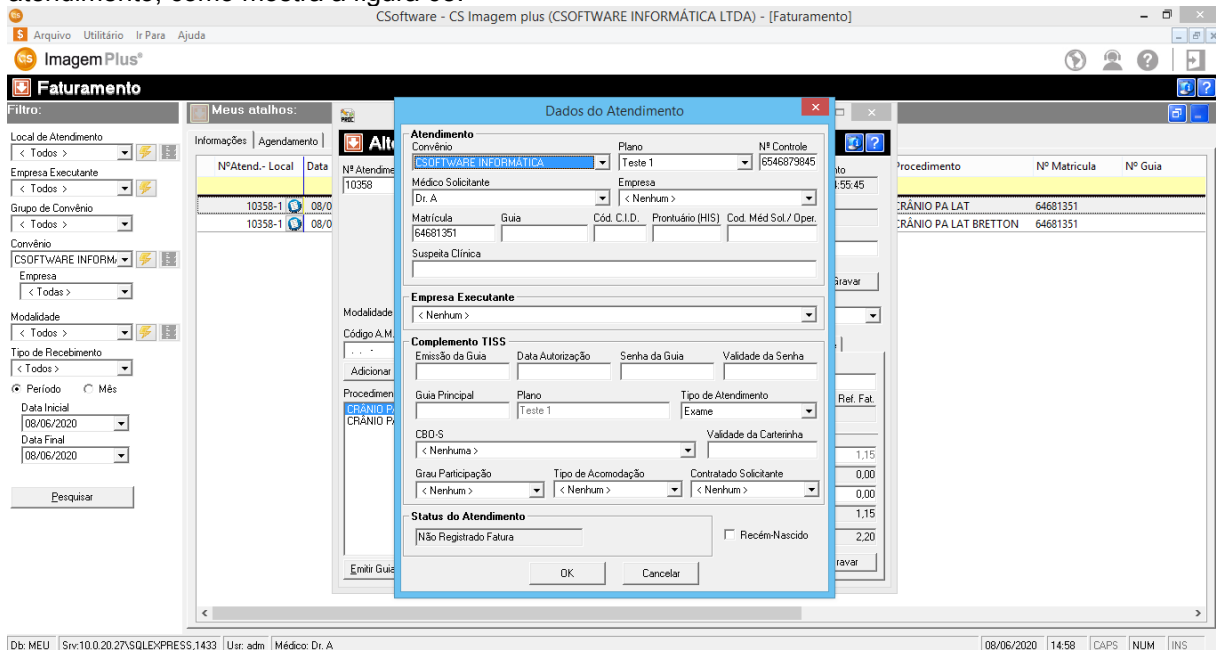 atendimento, como mostra a figura
CSoftware - CS Imagem plus (CSOFTWARE INFORMÁTICA LTDA) - [Faturamento]
Arquivo Utilitário Ir Para Ajuda
CS ImagemPlus®
Faturamento
Filtro:
Meus atalhos:
Local de Atendimento
< Todos >
Empresa Executante
< Todos >
Grupo de Convênio
< Todos >
Convênio
CSOFTWARE INFORM
Empresa
< Todas >
Modalidade
< Todos >
Tipo de Recebimento
< Todos >
Período Mês
Data Inicial
08/06/2020
Data Final
08/06/2020
Pesquisar
Informações Agendamento
NºAtend.- Local Data
10358-1 08/0
10358-1 08/0
Alt
Nº Atendime
10358
Modalidade
Código A.M.
Adicionar
Procedimen
CRÂNIO PA
CRÂNIO P
Emitir Guia
Dados do Atendimento
Atendimento
Convênio Plano Nº Controle
CSOFTWARE INFORMÁTICA Teste 1 6546879845
Médico Solicitante Empresa
Dr. A < Nenhum >
Matrícula Guia Cód. C.I.D. Prontuário (HIS) Cod. Méd Sol./ Oper.
64681351
Suspeita Clínica
Empresa Executante
< Nenhum >
Complemento TISS
Emissão da Guia Data Autorização Senha da Guia Validade da Senha
Guia Principal Plano Tipo de Atendimento
Teste 1 Exame
CBO-S Validade da Carterinha
< Nenhuma >
Grau Participação Tipo de Acomodação Contratado Solicitante
< Nenhum > < Nenhum > < Nenhum >
Status do Atendimento
Não Registrado Fatura
Recém-Nascido
OK Cancelar
nto
:55:45
Gravar
Ref. Fat.
1,15
0,00
0,00
1,15
2,20
ravar
Procedimento Nº Matricula Nº Guia
CRÂNIO PA LAT 64681351
CRÂNIO PA LAT BRETTON 64681351
Db: MEU Srv:10.0.20.27\SQLEXPRESS,1433 Usr: adm Médico: Dr. A 08/06/2020 14:58 CAPS NUM INS